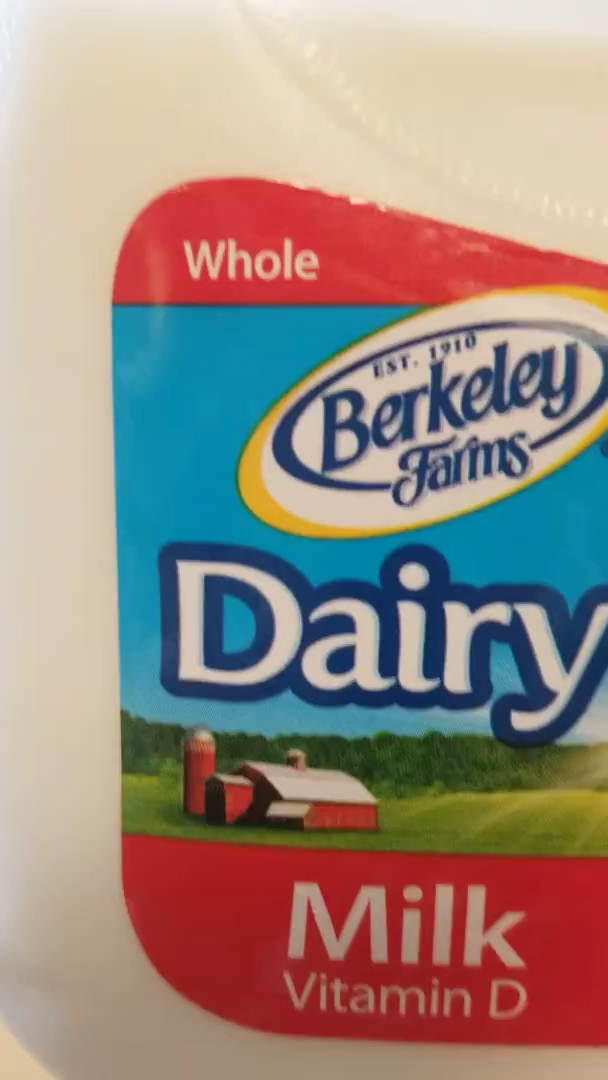 Whole
EST. 1910
Berkeley
Farms
Dairy
Milk
Vitamin D